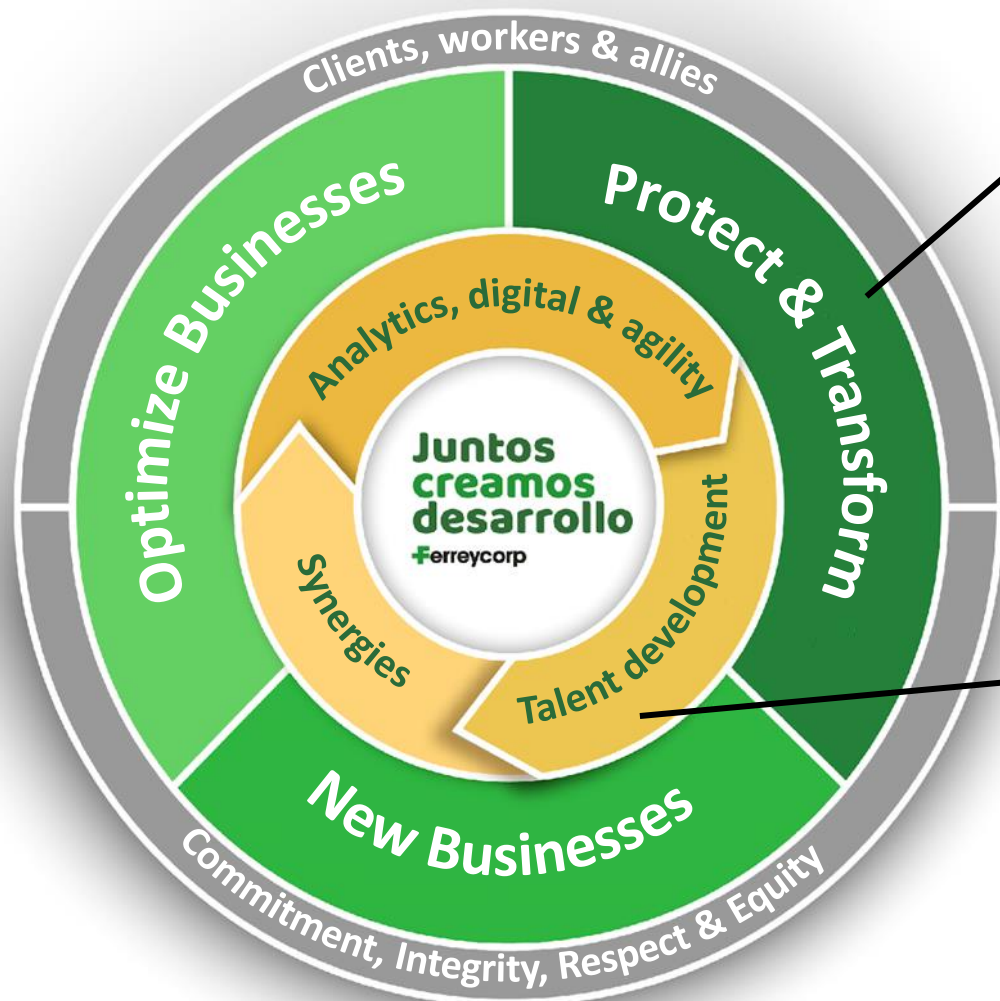 Clients, workers & allies
Optimize Businesses
Protect & Transform
Analytics, digital & agility
Juntos
creamos
desarrollo
Ferreycorp
Synergies
Talent development
New Businesses
Commitment, Integrity, Respect & Equity